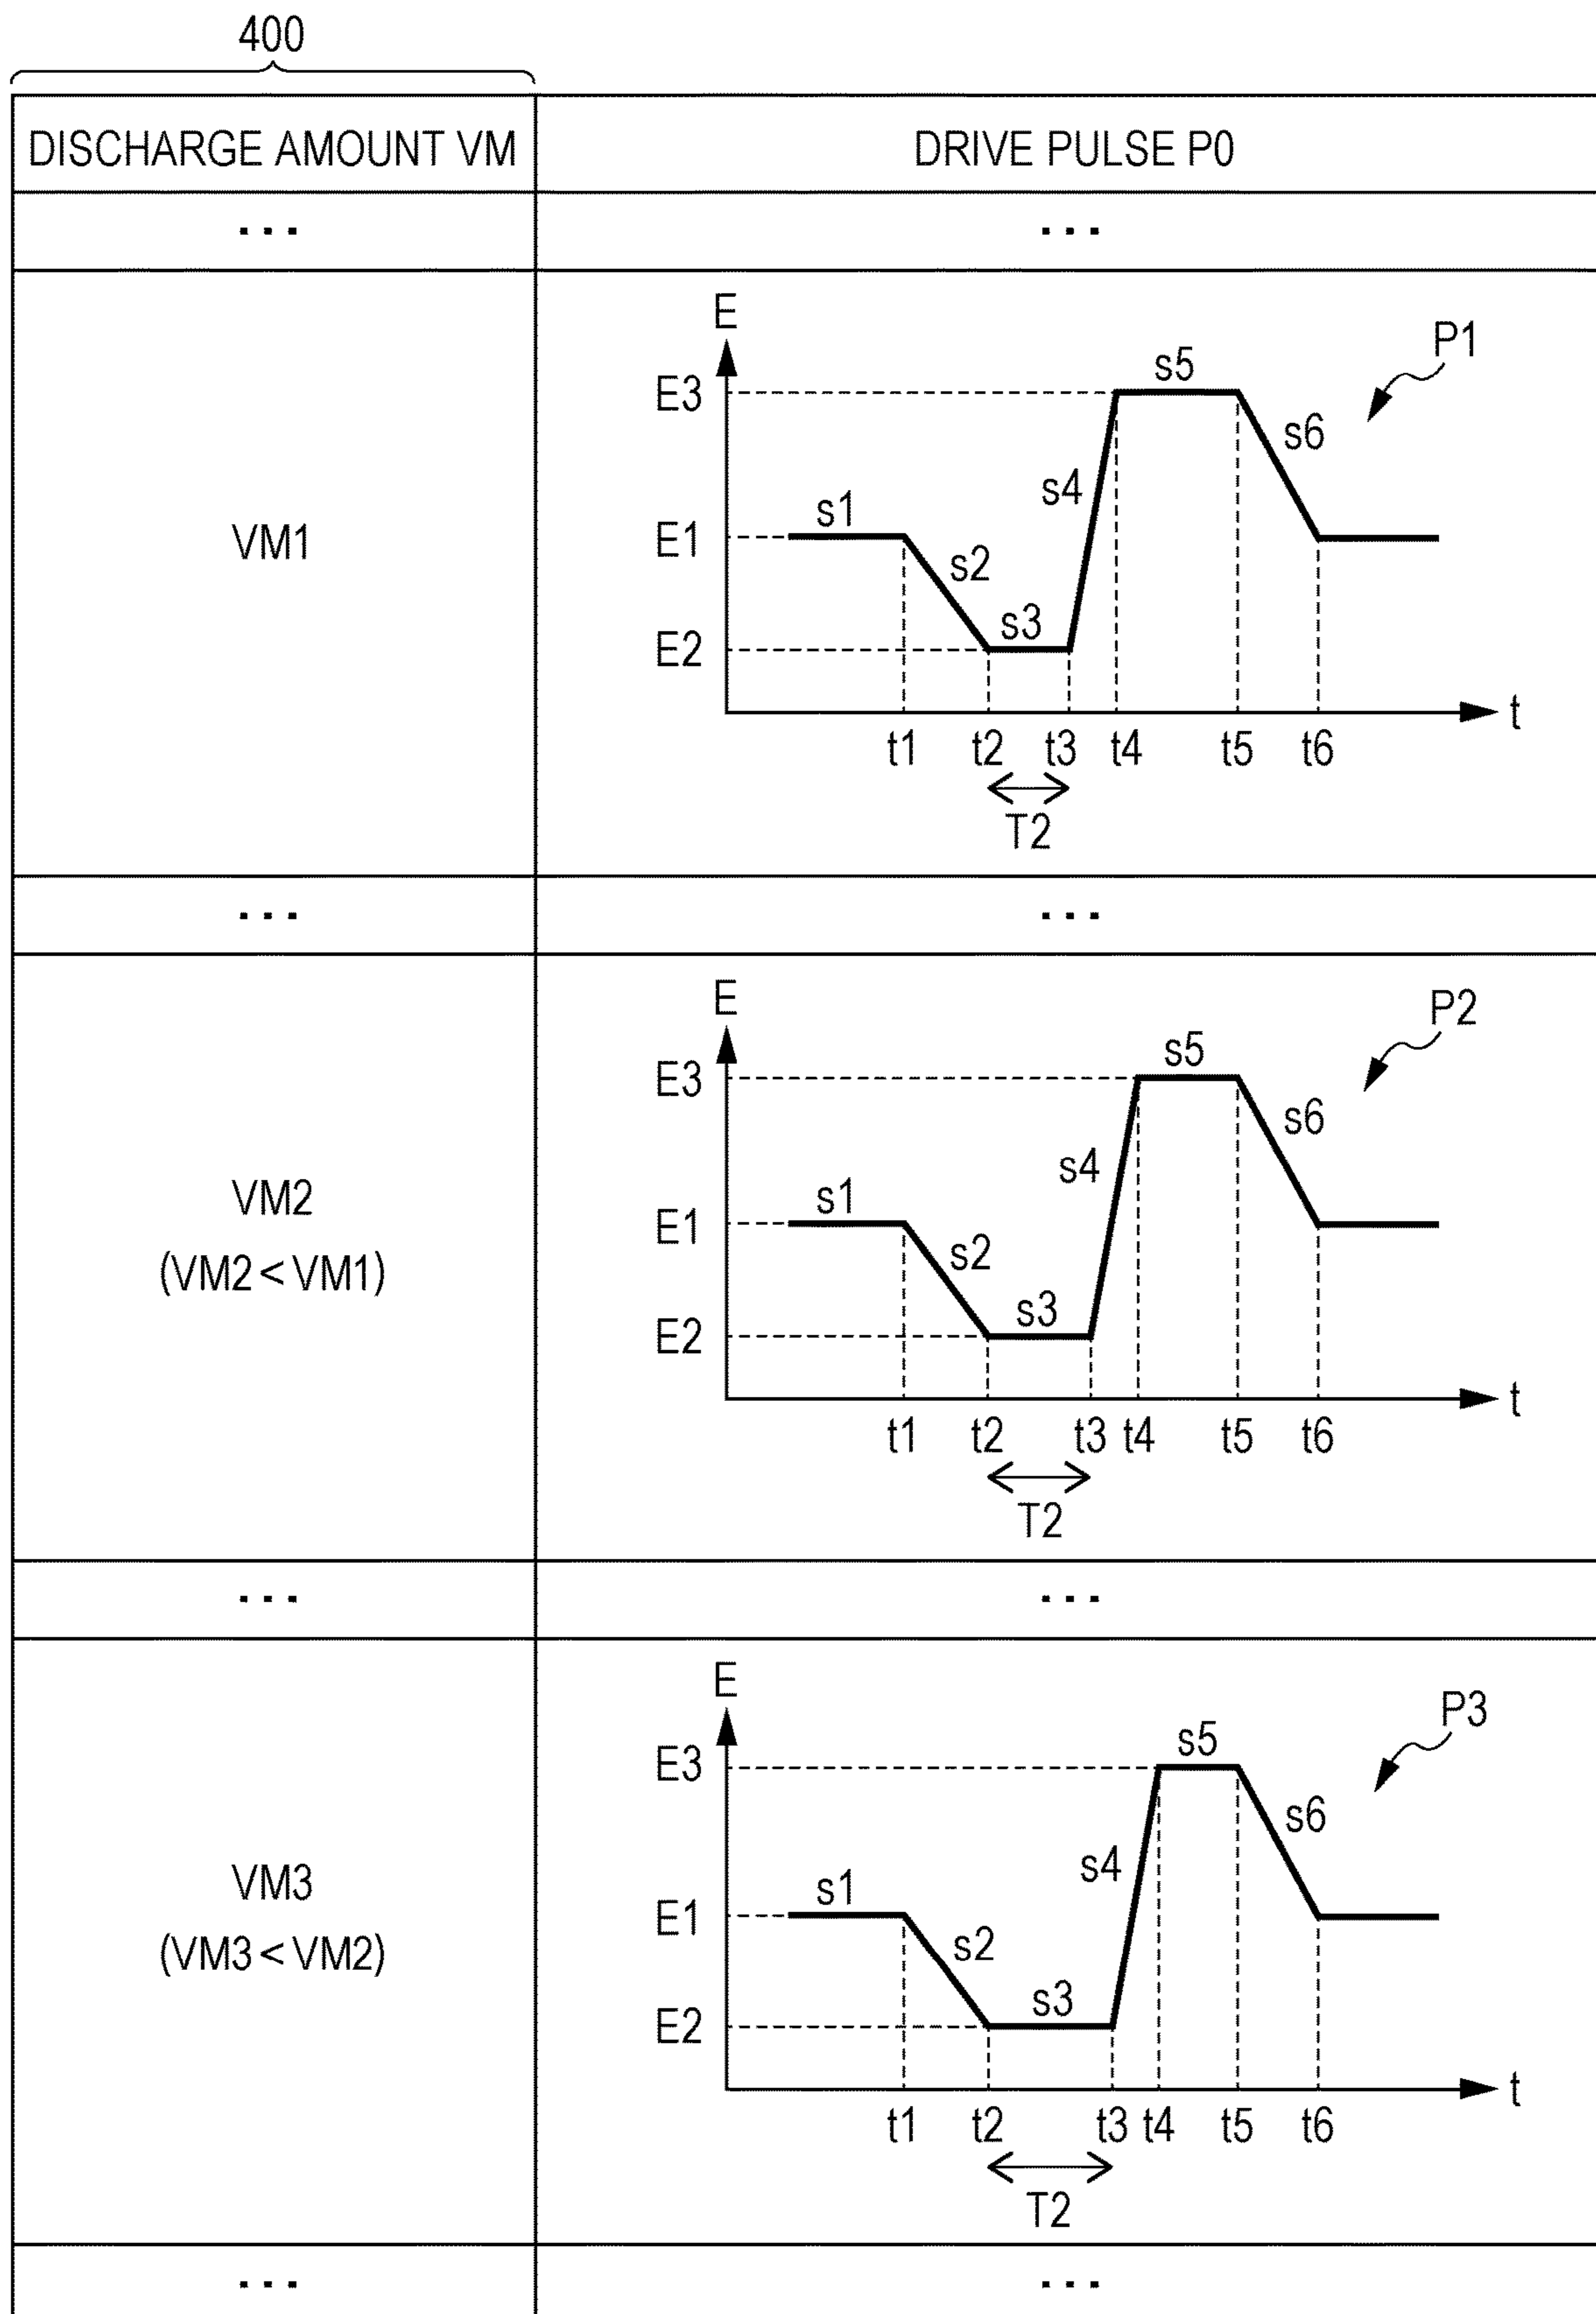 400
DISCHARGE AMOUNT VM
DRIVE PULSE P0
... ...
VM1
E
P1
E3
s5
s6
s4
E1
s1
s2
s3
E2
t
t1 t2 t3 t4 t5 t6
T2
... ...
VM2
(VM2 < VM1)
E
P2
E3
s5
s6
s4
E1
s1
s2
s3
E2
t
t1 t2 t3 t4 t5 t6
T2
... ...
VM3
(VM3 < VM2)
E
P3
E3
s5
s6
s4
E1
s1
s2
s3
E2
t
t1 t2 t3 t4 t5 t6
T2
... ...